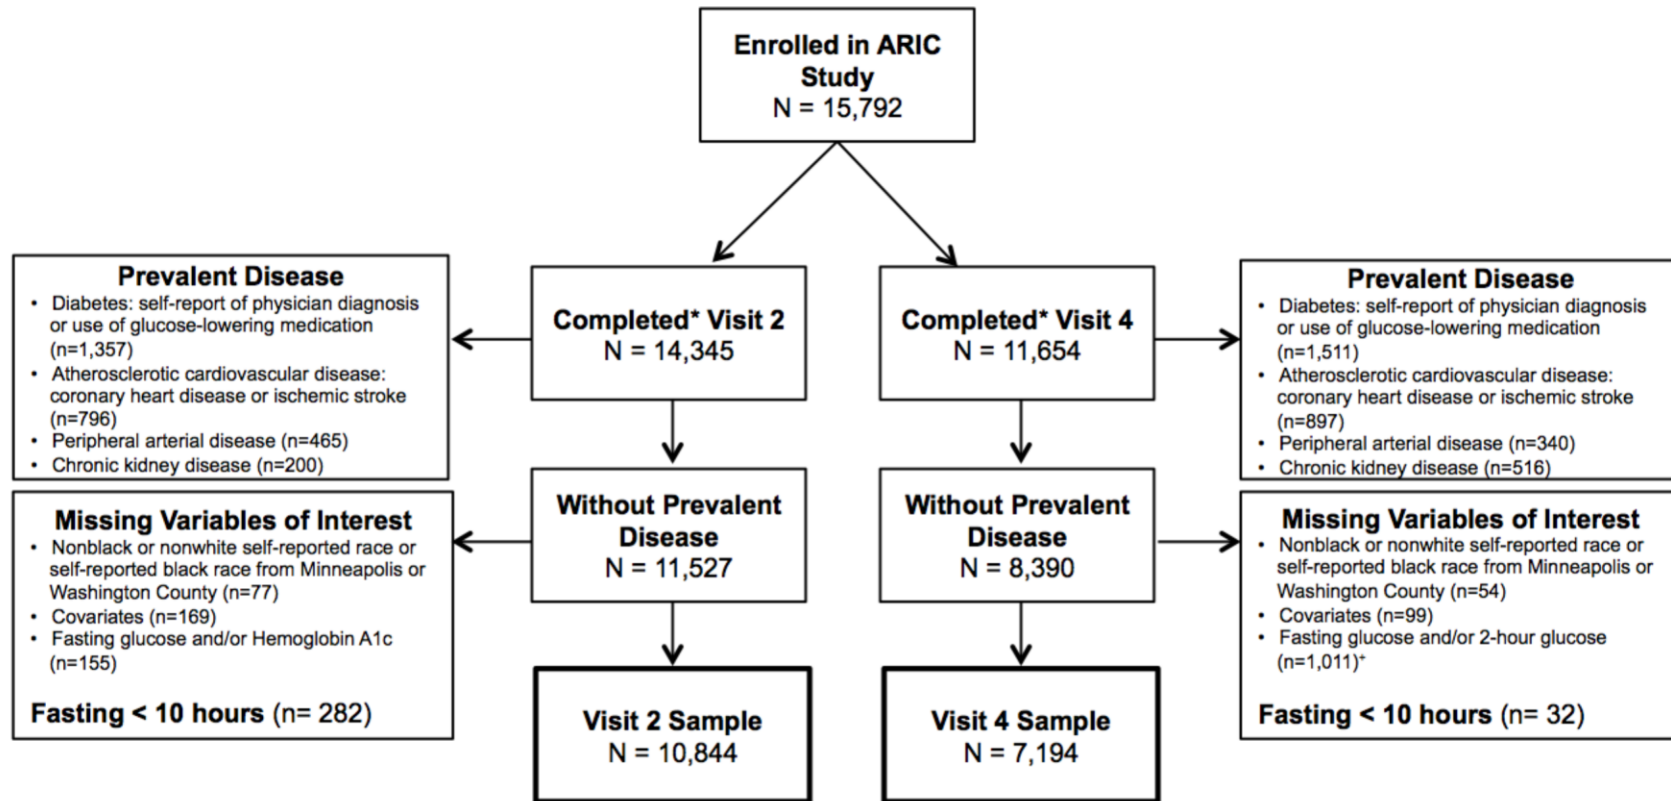 Enrolled in ARIC
Study
N = 15,792
Prevalent Disease
• Diabetes: self-report of physician diagnosis
or use of glucose-lowering medication
(n=1,357)
• Atherosclerotic cardiovascular disease:
coronary heart disease or ischemic stroke
(n=796)
• Peripheral arterial disease (n=465)
• Chronic kidney disease (n=200)
Completed* Visit 2
N = 14,345
Completed* Visit 4
N = 11,654
Prevalent Disease
• Diabetes: self-report of physician diagnosis
or use of glucose-lowering medication
(n=1,511)
• Atherosclerotic cardiovascular disease:
coronary heart disease or ischemic stroke
(n=897)
• Peripheral arterial disease (n=340)
• Chronic kidney disease (n=516)
Missing Variables of Interest
• Nonblack or nonwhite self-reported race or
self-reported black race from Minneapolis or
Washington County (n=77)
• Covariates (n=169)
• Fasting glucose and/or Hemoglobin A1c
(n=155)
Fasting < 10 hours (n= 282)
Without Prevalent
Disease
N = 11,527
Without Prevalent
Disease
N = 8,390
Missing Variables of Interest
• Nonblack or nonwhite self-reported race or
self-reported black race from Minneapolis or
Washington County (n=54)
• Covariates (n=99)
• Fasting glucose and/or 2-hour glucose
(n=1,011)⁺
Fasting < 10 hours (n= 32)
Visit 2 Sample
N = 10,844
Visit 4 Sample
N = 7,194